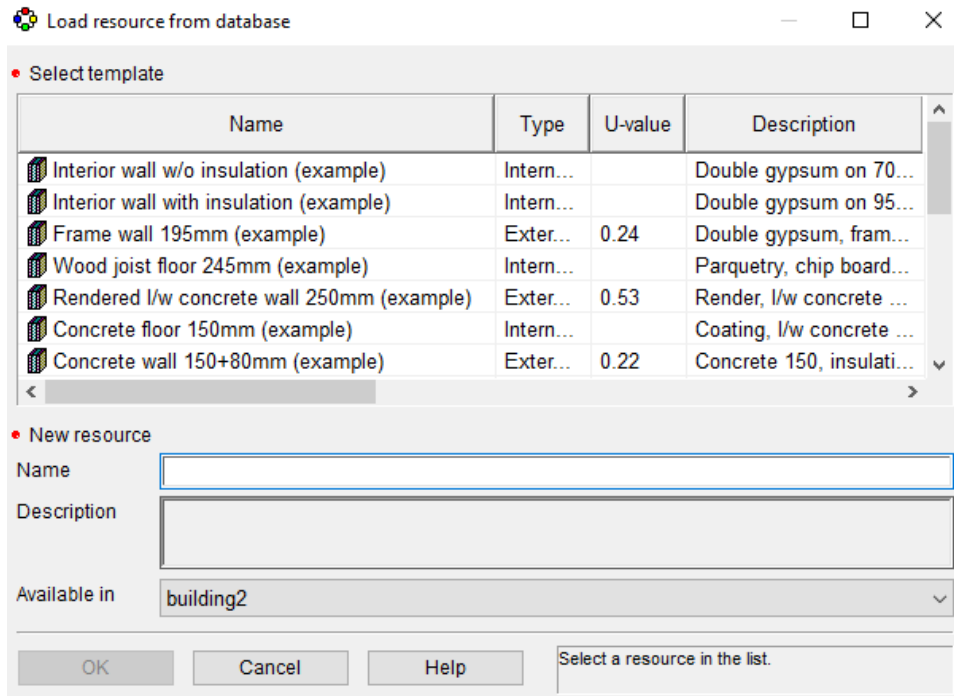 Load resource from database
Select template
Name Type U-value Description
Interior wall w/o insulation (example) Intern... Double gypsum on 70...
Interior wall with insulation (example) Intern... Double gypsum on 95...
Frame wall 195mm (example) Exter... 0.24 Double gypsum, fram...
Wood joist floor 245mm (example) Intern... Parquetry, chip board...
Rendered l/w concrete wall 250mm (example) Exter... 0.53 Render, l/w concrete ...
Concrete floor 150mm (example) Intern... Coating, l/w concrete ...
Concrete wall 150+80mm (example) Exter... 0.22 Concrete 150, insulati...
New resource
Name
Description
Available in building2
OK Cancel Help Select a resource in the list.